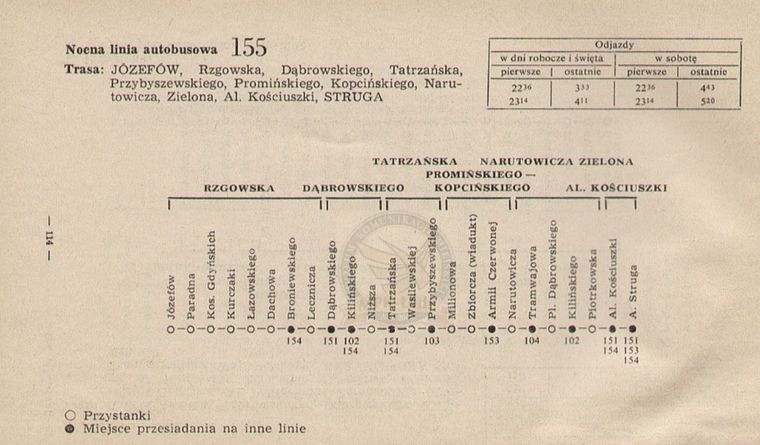 Nocna linia autobusowa 155
Trasa: JÓZEFÓW, Rzgowska, Dąbrowskiego, Tatrzańska,
Przybyszewskiego, Promińskiego, Kopcińskiego, Naru-
towicza, Zielona, Al. Kościuszki, STRUGA
Odjazdy
w dni robocze i święta | w sobotę
pierwsze | ostatnie | pierwsze | ostatnie
22³⁶ 3³³ 22³⁶ 4⁴³
23¹⁴ 4¹¹ 23¹⁴ 5²⁰
TATRZAŃSKA NARUTOWICZA ZIELONA
PROMIŃSKIEGO —
RZGOWSKA DĄBROWSKIEGO KOPCIŃSKIEGO AL. KOŚCIUSZKI
Józefów
Paradna
Kos. Gdyńskich
Kurczaki
Łazowskiego
Dachowa
Broniewskiego
Lecznicza
Dąbrowskiego
Kilińskiego
Niższa
Tatrzańska
Wasilewskiej
Przybyszewskiego
Milionowa
Zbiorcza (wiadukt)
Armii Czerwonej
Narutowicza
Tramwajowa
Pl. Dąbrowskiego
Kilińskiego
Piotrkowska
Al. Kościuszki
A. Struga
154 151 102 151 103 153 104 102 151 151
154 154 154 153
154
— 114 —
Przystanki
Miejsce przesiadania na inne linie